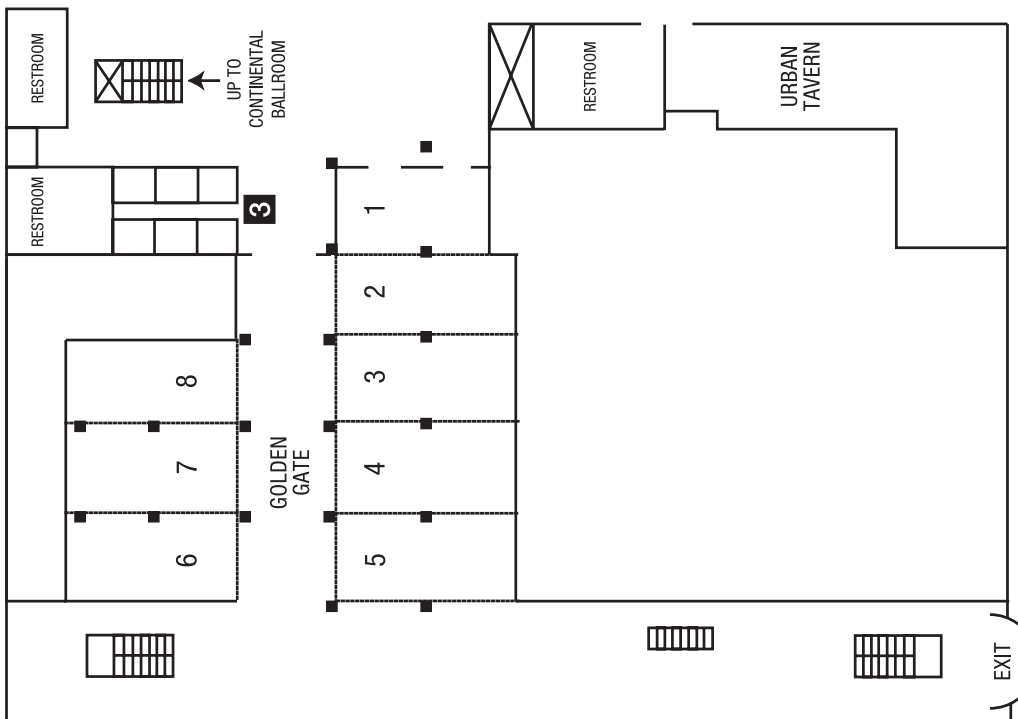 RESTROOM
UP TO
CONTINENTAL
BALLROOM
RESTROOM
URBAN
TAVERN
RESTROOM
3
1
2
3
4
5
8
7
6
GOLDEN
GATE
EXIT